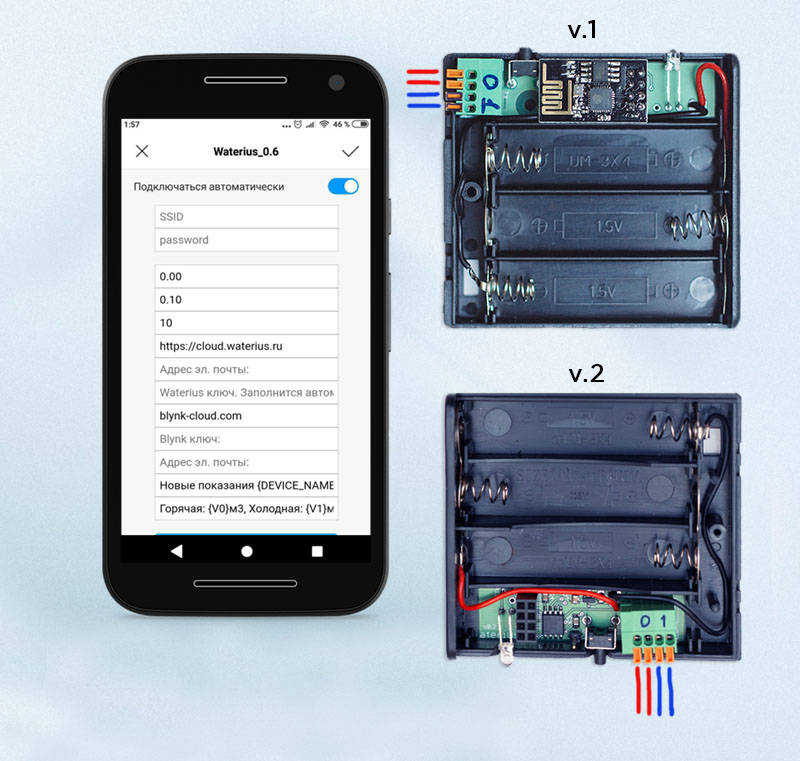 v.1
1:57
46 %
Waterius_0.6
Подключаться автоматически
SSID
password
0.00
0.10
10
https://cloud.waterius.ru
Адрес эл. почты:
Waterius ключ. Заполнится автом
blynk-cloud.com
Blynk ключ:
Адрес эл. почты:
Новые показания {DEVICE_NAME
Горячая: {V0}м3, Холодная: {V1}м
0
1
UM-3X4
1.5V
1.5V
v.2
0 1